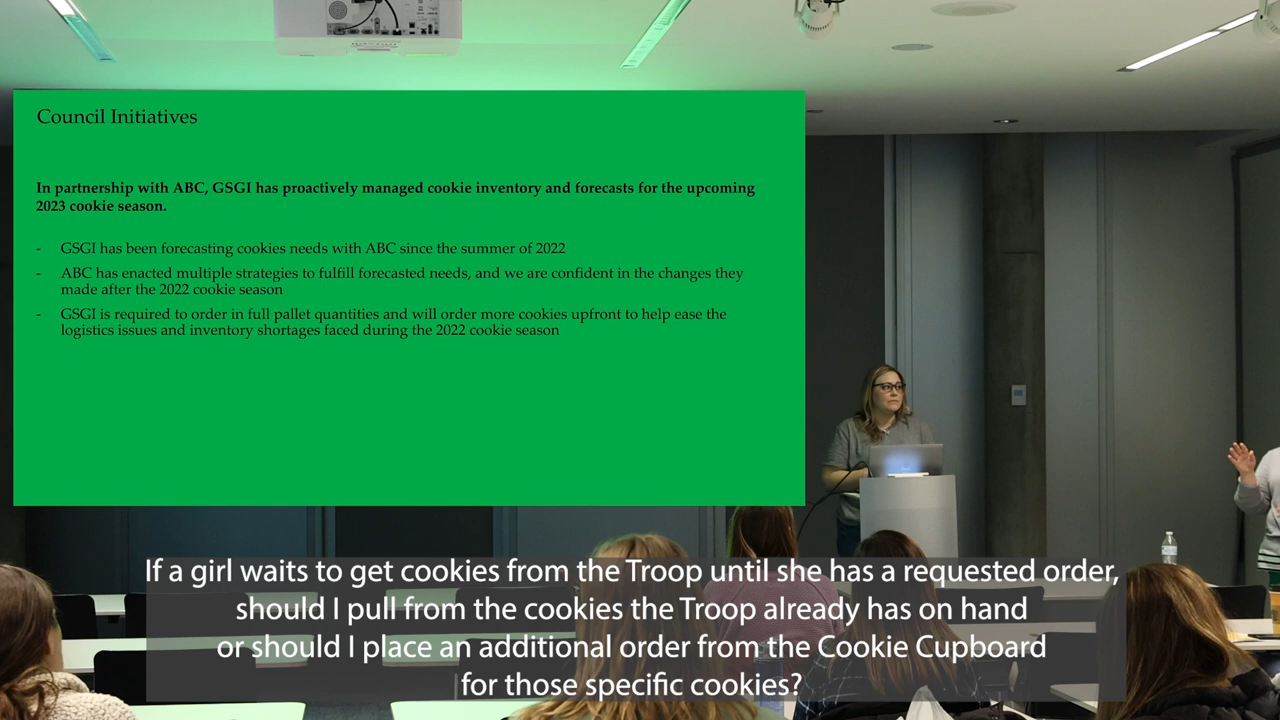 Council Initiatives
In partnership with ABC, GSGI has proactively managed cookie inventory and forecasts for the upcoming
2023 cookie season.
- GSGI has been forecasting cookies needs with ABC since the summer of 2022
- ABC has enacted multiple strategies to fulfill forecasted needs, and we are confident in the changes they
made after the 2022 cookie season
- GSGI is required to order in full pallet quantities and will order more cookies upfront to help ease the
logistics issues and inventory shortages faced during the 2022 cookie season
If a girl waits to get cookies from the Troop until she has a requested order,
should I pull from the cookies the Troop already has on hand
or should I place an additional order from the Cookie Cupboard
for those specific cookies?